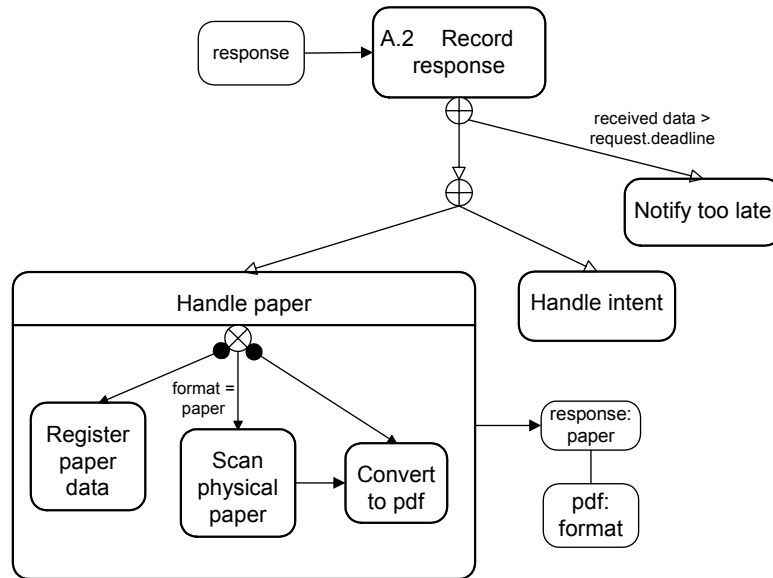 response
A.2 Record
response
received data >
request.deadline
Notify too late
Handle paper
Handle intent
format =
paper
Register
paper
data
Scan
physical
paper
Convert
to pdf
response:
paper
pdf:
format